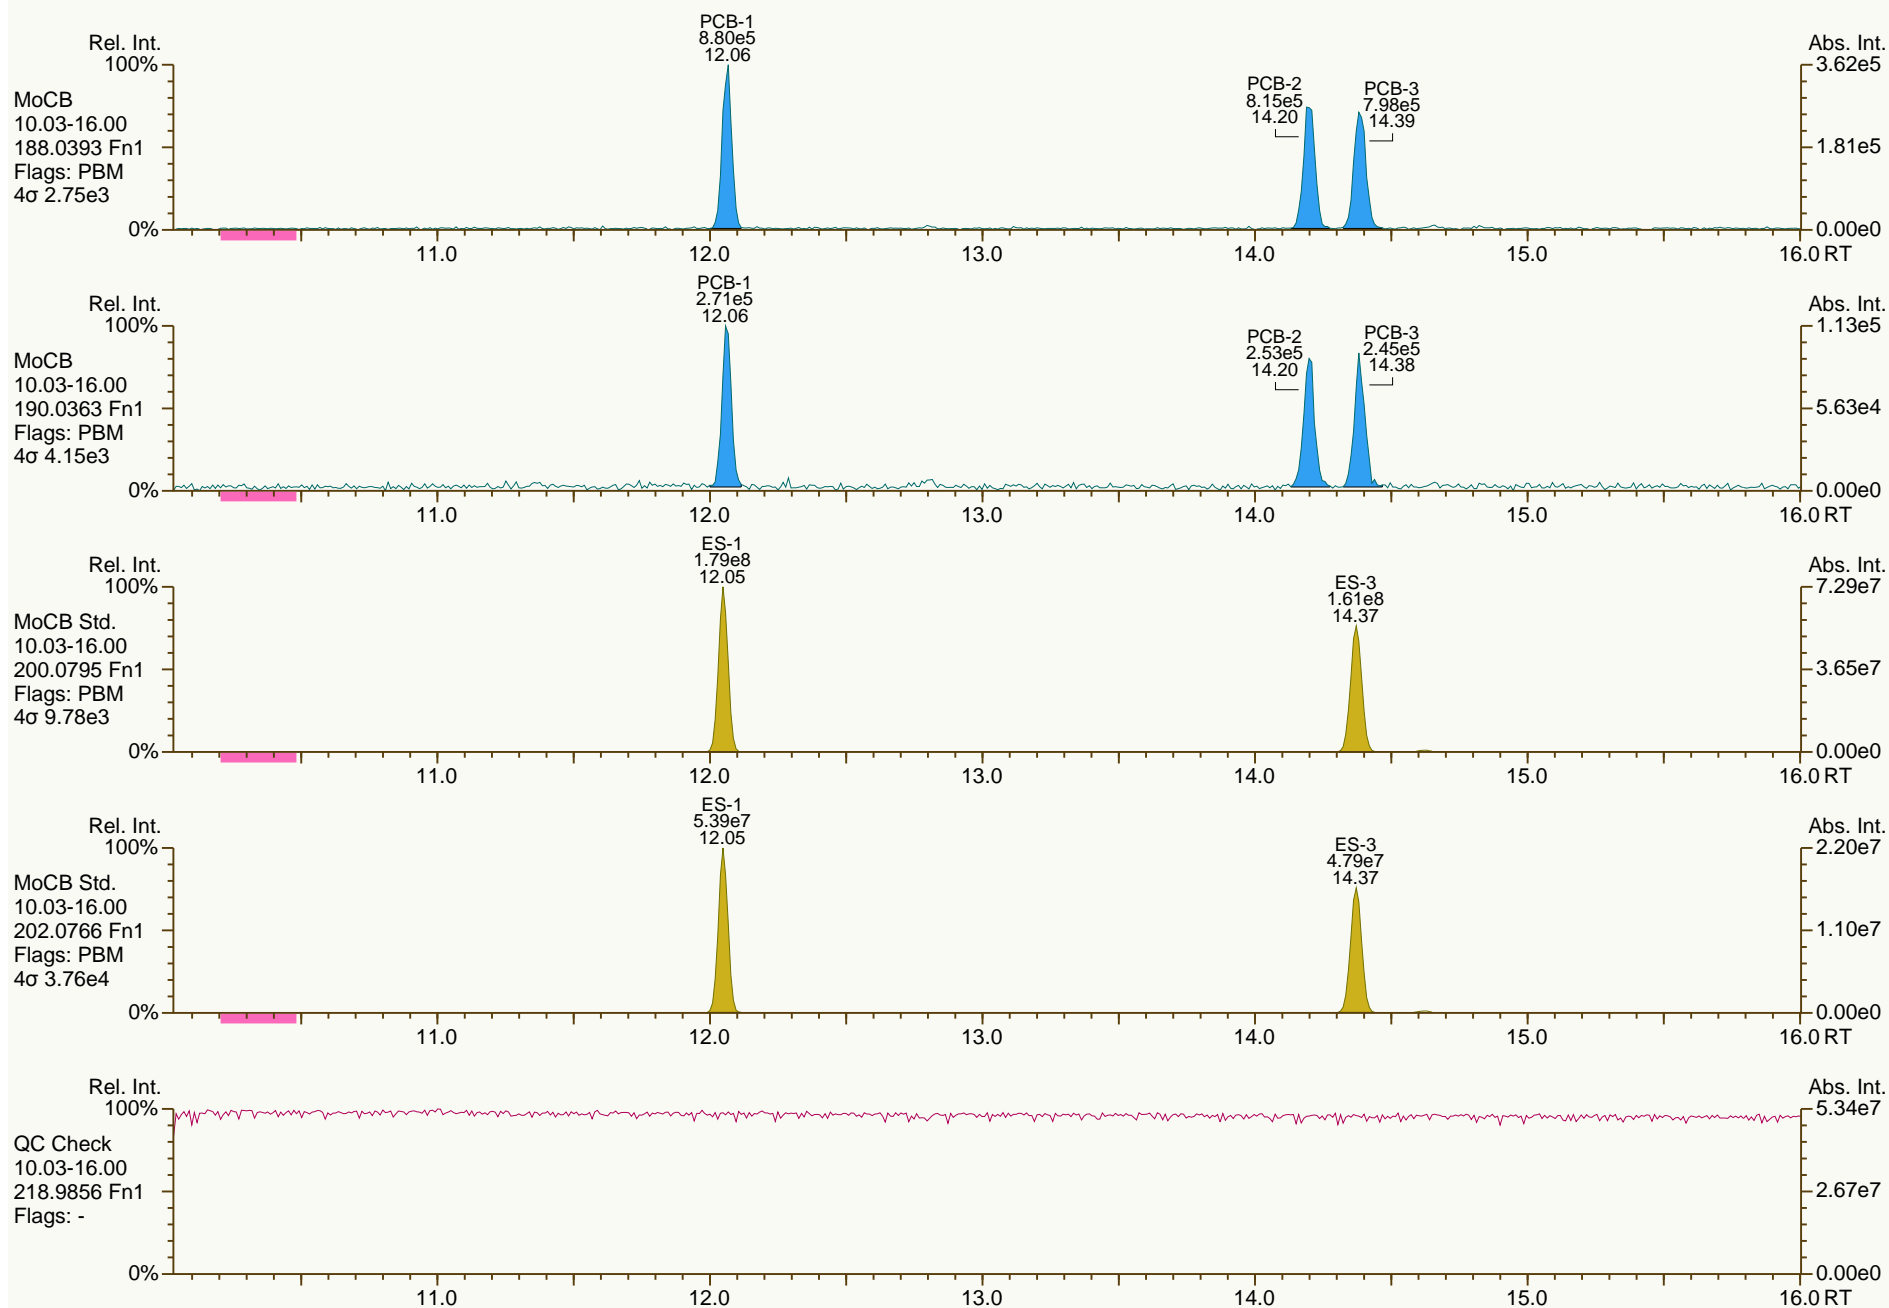 PCB-1
8.80e5
12.06
Rel. Int.
Abs. Int.
100%
3.62e5
PCB-2
8.15e5
14.20
PCB-3
7.98e5
14.39
MoCB
10.03-16.00
188.0393 Fn1
Flags: PBM
4σ 2.75e3
1.81e5
0%
0.00e0
11.0 12.0 13.0 14.0 15.0 16.0 RT
PCB-1
2.71e5
12.06
Rel. Int.
Abs. Int.
100%
1.13e5
PCB-2
2.53e5
14.20
PCB-3
2.45e5
14.38
MoCB
10.03-16.00
190.0363 Fn1
Flags: PBM
4σ 4.15e3
5.63e4
0%
0.00e0
11.0 12.0 13.0 14.0 15.0 16.0 RT
ES-1
1.79e8
12.05
Rel. Int.
Abs. Int.
100%
7.29e7
ES-3
1.61e8
14.37
MoCB Std.
10.03-16.00
200.0795 Fn1
Flags: PBM
4σ 9.78e3
3.65e7
0%
0.00e0
11.0 12.0 13.0 14.0 15.0 16.0 RT
ES-1
5.39e7
12.05
Rel. Int.
Abs. Int.
100%
2.20e7
ES-3
4.79e7
14.37
MoCB Std.
10.03-16.00
202.0766 Fn1
Flags: PBM
4σ 3.76e4
1.10e7
0%
0.00e0
11.0 12.0 13.0 14.0 15.0 16.0 RT
Rel. Int.
Abs. Int.
100%
5.34e7
QC Check
10.03-16.00
218.9856 Fn1
Flags: -
2.67e7
0%
0.00e0
11.0 12.0 13.0 14.0 15.0 16.0 RT